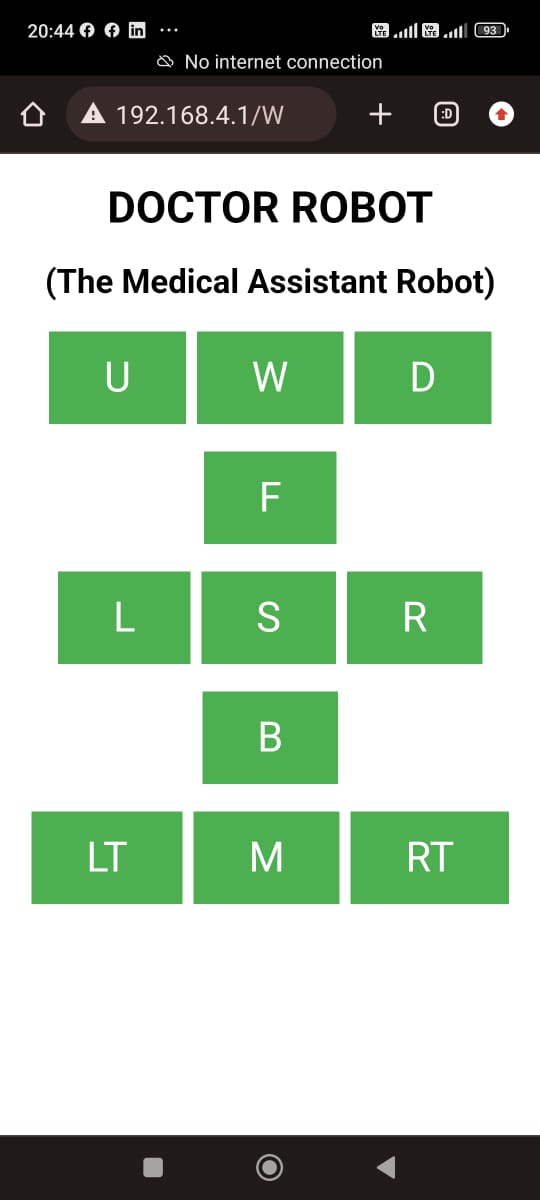 20:44
Vo LTE Vo LTE 93
No internet connection
192.168.4.1/W
:D
DOCTOR ROBOT
(The Medical Assistant Robot)
U W D
F
L S R
B
LT M RT